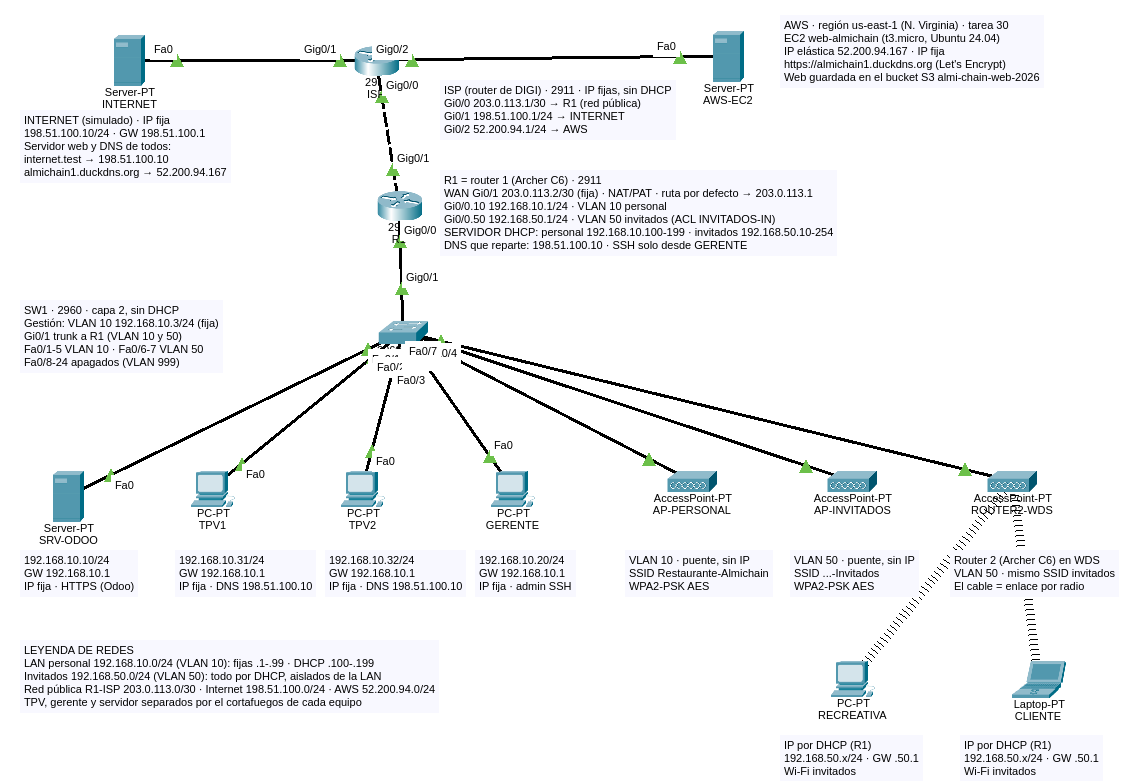 Fa0
Gig0/1
Gig0/2
Fa0
AWS · región us-east-1 (N. Virginia) · tarea 30
EC2 web-almichain (t3.micro, Ubuntu 24.04)
IP elástica 52.200.94.167 · IP fija
https://almichain1.duckdns.org (Let's Encrypt)
Web guardada en el bucket S3 almi-chain-web-2026
Server-PT
INTERNET
Gig0/0
Server-PT
AWS-EC2
ISP (router de DIGI) · 2911 · IP fijas, sin DHCP
Gi0/0 203.0.113.1/30 → R1 (red pública)
Gi0/1 198.51.100.1/24 → INTERNET
Gi0/2 52.200.94.1/24 → AWS
INTERNET (simulado) · IP fija
198.51.100.10/24 · GW 198.51.100.1
Servidor web y DNS de todos:
internet.test → 198.51.100.10
almichain1.duckdns.org → 52.200.94.167
Gig0/1
R1 = router 1 (Archer C6) · 2911
WAN Gi0/1 203.0.113.2/30 (fija) · NAT/PAT · ruta por defecto → 203.0.113.1
Gi0/0.10 192.168.10.1/24 · VLAN 10 personal
Gi0/0.50 192.168.50.1/24 · VLAN 50 invitados (ACL INVITADOS-IN)
SERVIDOR DHCP: personal 192.168.10.100-199 · invitados 192.168.50.10-254
DNS que reparte: 198.51.100.10 · SSH solo desde GERENTE
Gig0/0
Gig0/1
SW1 · 2960 · capa 2, sin DHCP
Gestión: VLAN 10 192.168.10.3/24 (fija)
Gi0/1 trunk a R1 (VLAN 10 y 50)
Fa0/1-5 VLAN 10 · Fa0/6-7 VLAN 50
Fa0/8-24 apagados (VLAN 999)
Fa0/7
0/4
Fa0/2
Fa0/3
Fa0
Fa0
Fa0
Fa0
Server-PT
SRV-ODOO
PC-PT
TPV1
PC-PT
TPV2
PC-PT
GERENTE
AccessPoint-PT
AP-PERSONAL
AccessPoint-PT
AP-INVITADOS
AccessPoint-PT
ROUTER2-WDS
192.168.10.10/24
GW 192.168.10.1
IP fija · HTTPS (Odoo)
192.168.10.31/24
GW 192.168.10.1
IP fija · DNS 198.51.100.10
192.168.10.32/24
GW 192.168.10.1
IP fija · DNS 198.51.100.10
192.168.10.20/24
GW 192.168.10.1
IP fija · admin SSH
VLAN 10 · puente, sin IP
SSID Restaurante-Almichain
WPA2-PSK AES
VLAN 50 · puente, sin IP
SSID ...-Invitados
WPA2-PSK AES
Router 2 (Archer C6) en WDS
VLAN 50 · mismo SSID invitados
El cable = enlace por radio
LEYENDA DE REDES
LAN personal 192.168.10.0/24 (VLAN 10): fijas .1-.99 · DHCP .100-.199
Invitados 192.168.50.0/24 (VLAN 50): todo por DHCP, aislados de la LAN
Red pública R1-ISP 203.0.113.0/30 · Internet 198.51.100.0/24 · AWS 52.200.94.0/24
TPV, gerente y servidor separados por el cortafuegos de cada equipo
PC-PT
RECREATIVA
Laptop-PT
CLIENTE
IP por DHCP (R1)
192.168.50.x/24 · GW .50.1
Wi-Fi invitados
IP por DHCP (R1)
192.168.50.x/24 · GW .50.1
Wi-Fi invitados